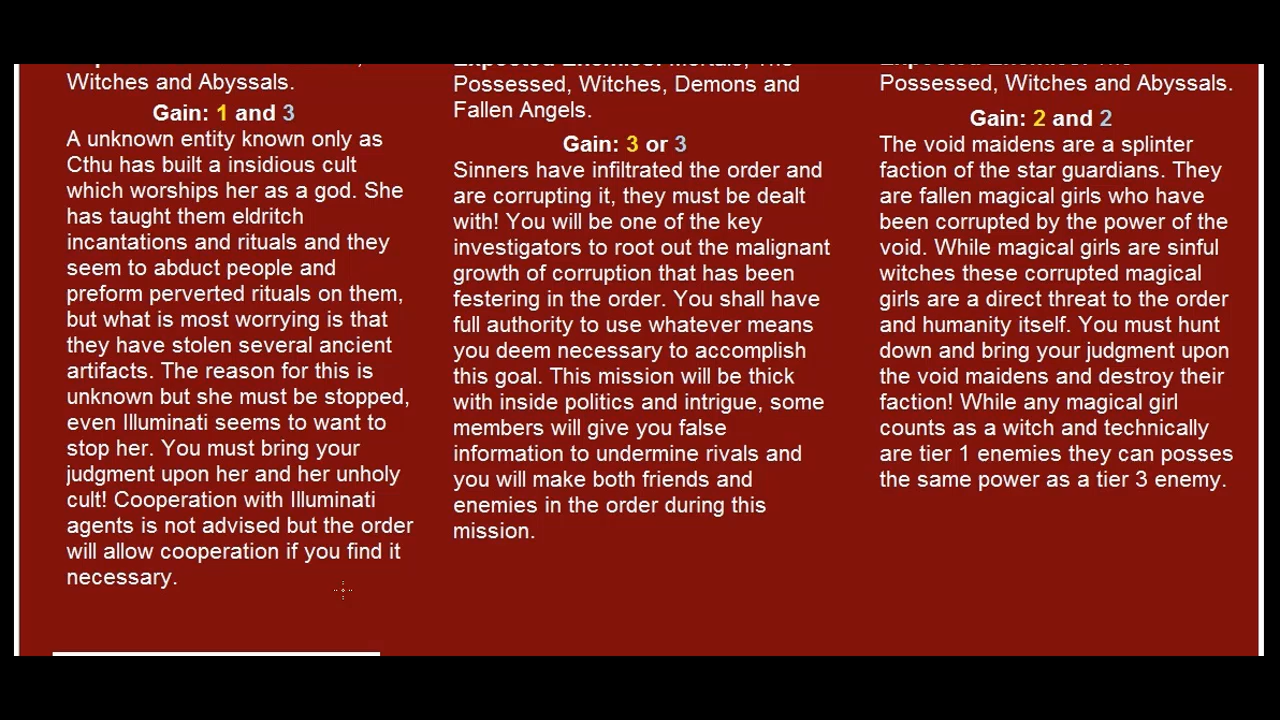 Witches and Abyssals.
Gain: 1 and 3
A unknown entity known only as
Cthu has built a insidious cult
which worships her as a god. She
has taught them eldritch
incantations and rituals and they
seem to abduct people and
preform perverted rituals on them,
but what is most worrying is that
they have stolen several ancient
artifacts. The reason for this is
unknown but she must be stopped,
even Illuminati seems to want to
stop her. You must bring your
judgment upon her and her unholy
cult! Cooperation with Illuminati
agents is not advised but the order
will allow cooperation if you find it
necessary.
Expected Enemies: Mortals, The
Possessed, Witches, Demons and
Fallen Angels.
Gain: 3 or 3
Sinners have infiltrated the order and
are corrupting it, they must be dealt
with! You will be one of the key
investigators to root out the malignant
growth of corruption that has been
festering in the order. You shall have
full authority to use whatever means
you deem necessary to accomplish
this goal. This mission will be thick
with inside politics and intrigue, some
members will give you false
information to undermine rivals and
you will make both friends and
enemies in the order during this
mission.
Expected Enemies: The
Possessed, Witches and Abyssals.
Gain: 2 and 2
The void maidens are a splinter
faction of the star guardians. They
are fallen magical girls who have
been corrupted by the power of the
void. While magical girls are sinful
witches these corrupted magical
girls are a direct threat to the order
and humanity itself. You must hunt
down and bring your judgment upon
the void maidens and destroy their
faction! While any magical girl
counts as a witch and technically
are tier 1 enemies they can posses
the same power as a tier 3 enemy.